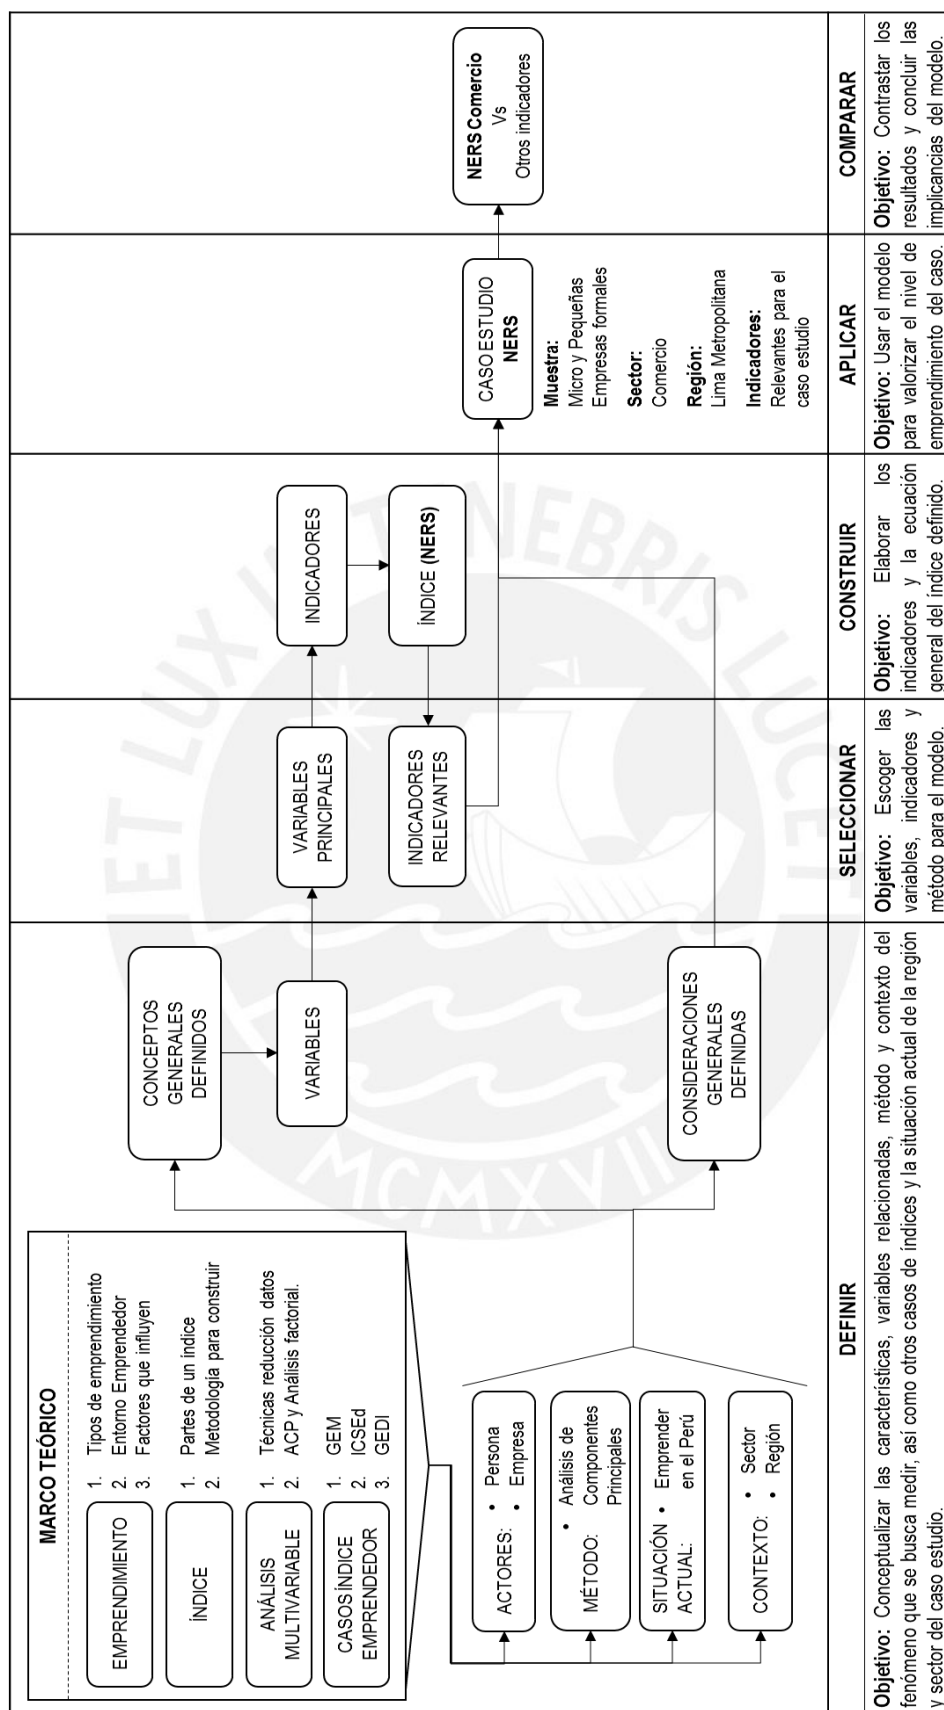 MARCO TEÓRICO
EMPRENDIMIENTO
1. Tipos de emprendimiento
2. Entorno Emprendedor
3. Factores que influyen
ÍNDICE
1. Partes de un índice
2. Metodología para construir
ANÁLISIS
MULTIVARIABLE
1. Técnicas reducción datos
2. ACP y Análisis factorial.
CASOS ÍNDICE
EMPRENDEDOR
1. GEM
2. ICSEd
3. GEDI
ACTORES:
• Persona
• Empresa
MÉTODO:
• Análisis de
Componentes
Principales
SITUACIÓN
ACTUAL:
• Emprender
en el Perú
CONTEXTO:
• Sector
• Región
CONCEPTOS
GENERALES
DEFINIDOS
VARIABLES
CONSIDERACIONES
GENERALES
DEFINIDAS
VARIABLES
PRINCIPALES
INDICADORES
RELEVANTES
INDICADORES
ÍNDICE (NERS)
CASO ESTUDIO
NERS
Muestra:
Micro y Pequeñas
Empresas formales
Sector:
Comercio
Región:
Lima Metropolitana
Indicadores:
Relevantes para el
caso estudio
NERS Comercio
Vs
Otros indicadores
DEFINIR
Objetivo: Conceptualizar las características, variables relacionadas, método y contexto del
fenómeno que se busca medir, así como otros casos de índices y la situación actual de la región
y sector del caso estudio.
SELECCIONAR
Objetivo: Escoger las
variables, indicadores y
método para el modelo.
CONSTRUIR
Objetivo: Elaborar los
indicadores y la ecuación
general del índice definido.
APLICAR
Objetivo: Usar el modelo
para valorizar el nivel de
emprendimiento del caso.
COMPARAR
Objetivo: Contrastar los
resultados y concluir las
implicancias del modelo.
ET LUX IN TENEBRIS LUCET
MCMXVII